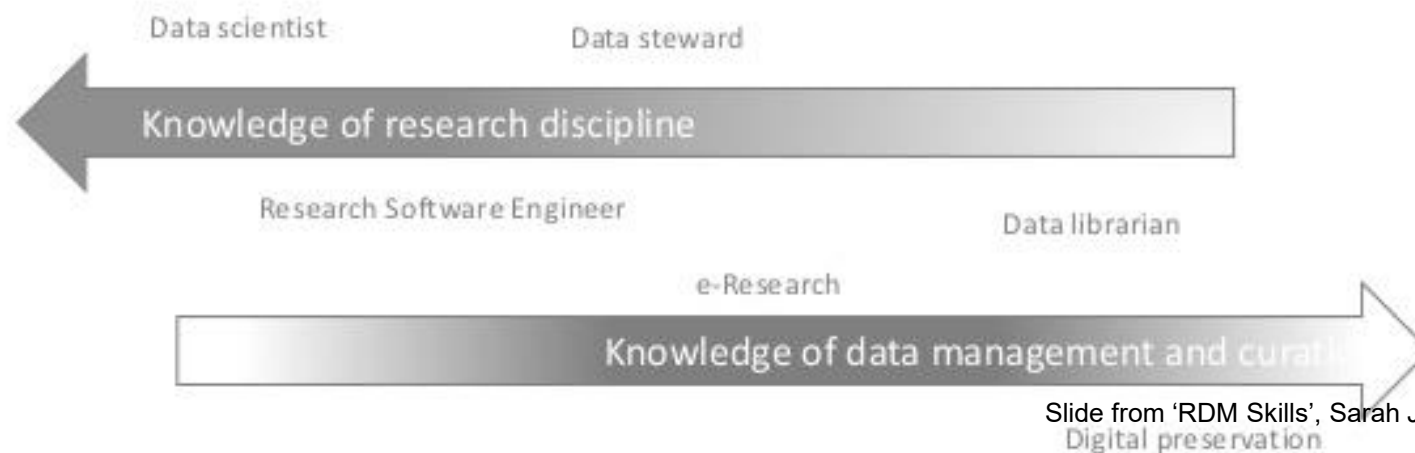 Data scientist
Data steward
Knowledge of research discipline
Research Software Engineer
Data librarian
e-Research
Knowledge of data management and curati
Slide from ‘RDM Skills’, Sarah J
Digital preservation